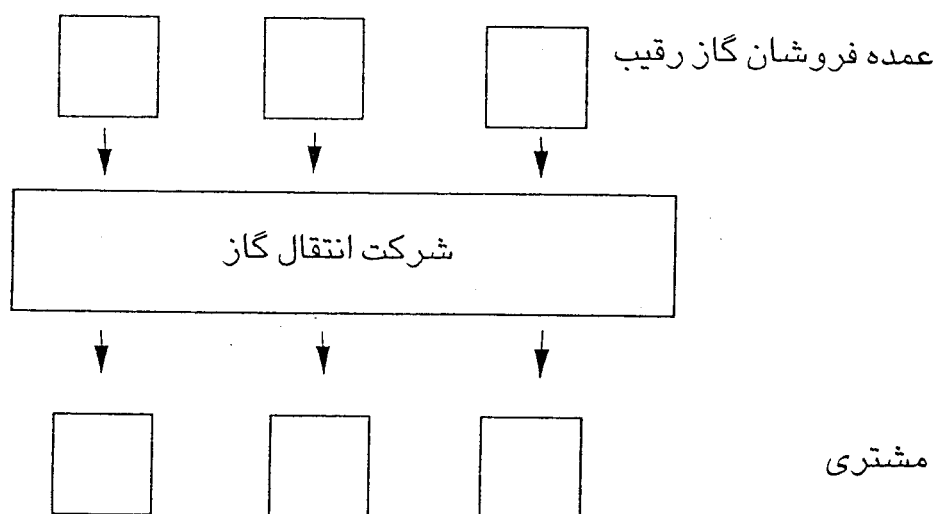 عمده فروشان گاز رقیب
شرکت انتقال گاز
مشتری